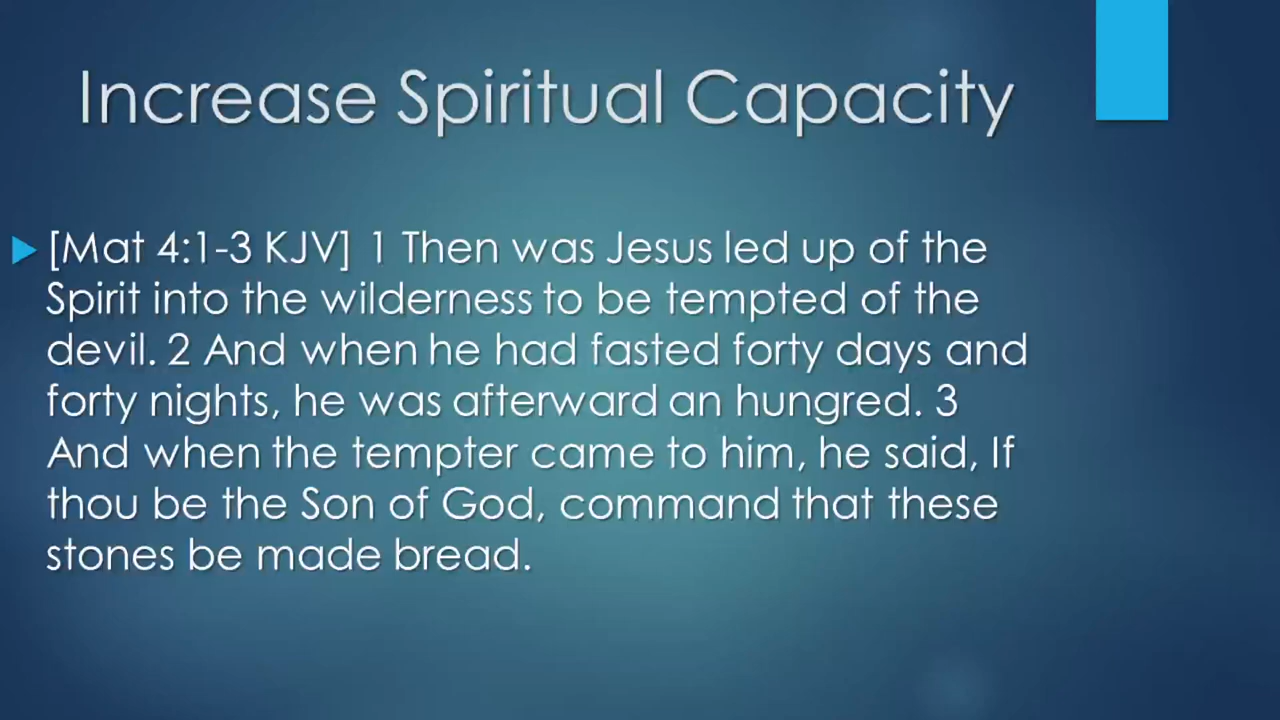 Increase Spiritual Capacity
[Mat 4:1-3 KJV] 1 Then was Jesus led up of the
Spirit into the wilderness to be tempted of the
devil. 2 And when he had fasted forty days and
forty nights, he was afterward an hungred. 3
And when the tempter came to him, he said, If
thou be the Son of God, command that these
stones be made bread.